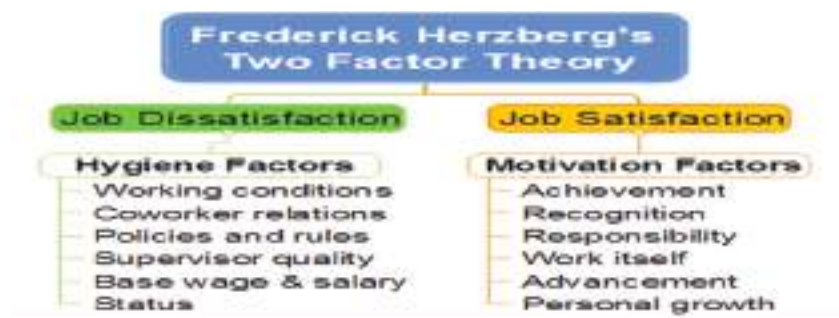 Frederick Herzberg's
Two Factor Theory
Job Dissatisfaction
Hygiene Factors
Working conditions
Coworker relations
Policies and rules
Supervisor quality
Base wage & salary
Status
Job Satisfaction
Motivation Factors
Achievement
Recognition
Responsibility
Work itself
Advancement
Personal growth